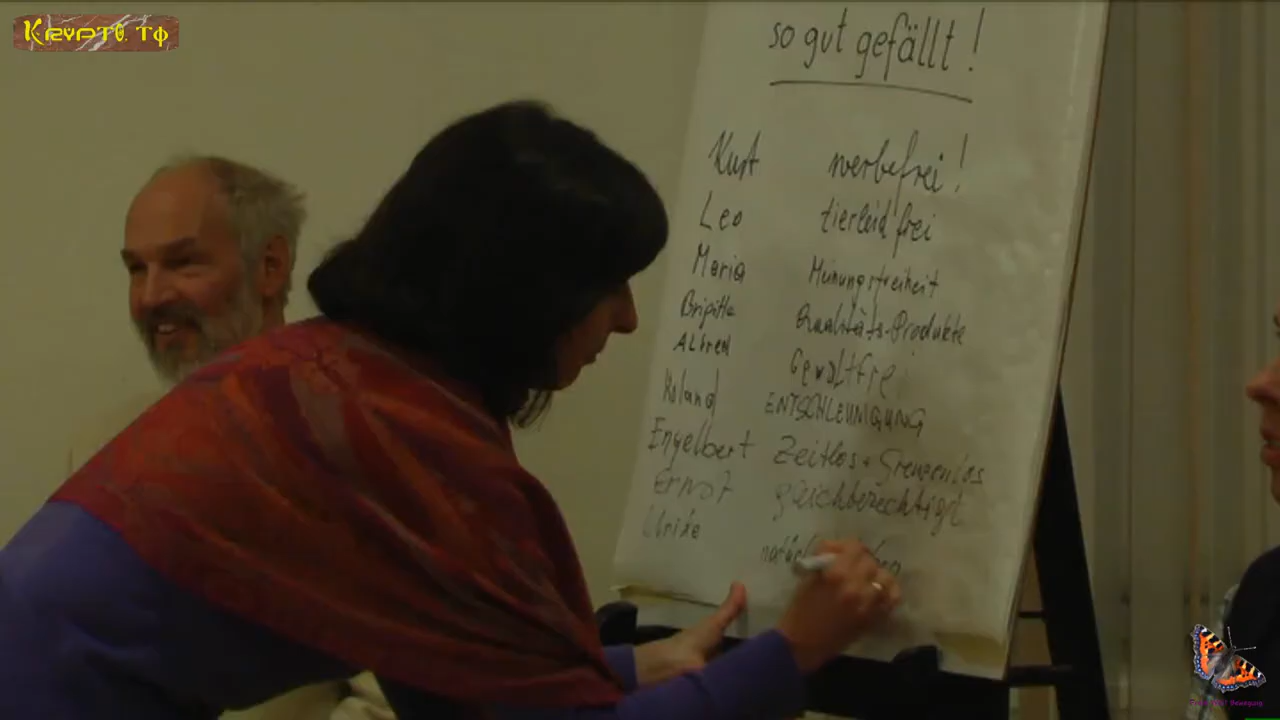 KRYPTO.TV
so gut gefällt!
Kurt werbefrei!
Leo tierleidfrei
Maria Meinungsfreiheit
Brigitte Qualitäts-Produkte
Alfred Gewaltfrei
Roland ENTSCHLEUNIGUNG
Engelbert Zeitlos + Grenzenlos
Ernst gleichberechtigt
Ulrike
Bewegung